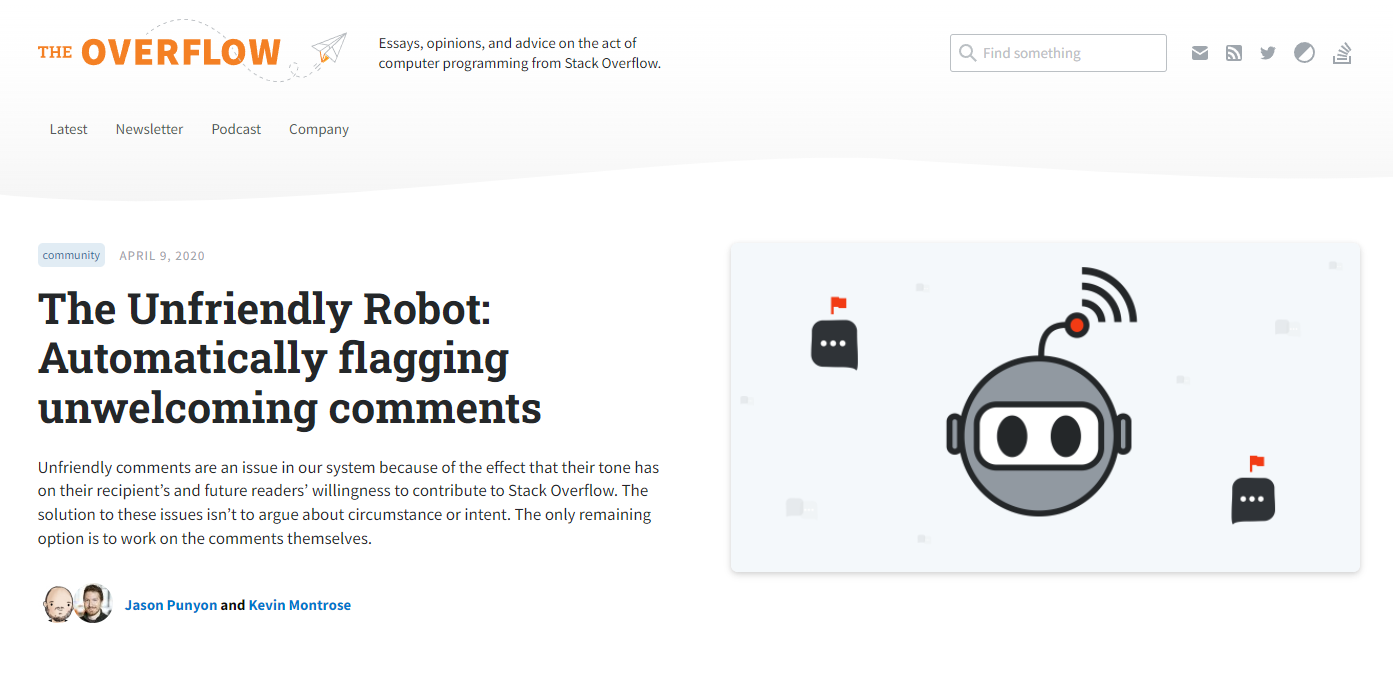 THE OVERFLOW
Essays, opinions, and advice on the act of
computer programming from Stack Overflow.
Find something
Latest Newsletter Podcast Company
community APRIL 9, 2020
The Unfriendly Robot:
Automatically flagging
unwelcoming comments
Unfriendly comments are an issue in our system because of the effect that their tone has
on their recipient’s and future readers’ willingness to contribute to Stack Overflow. The
solution to these issues isn’t to argue about circumstance or intent. The only remaining
option is to work on the comments themselves.
Jason Punyon and Kevin Montrose